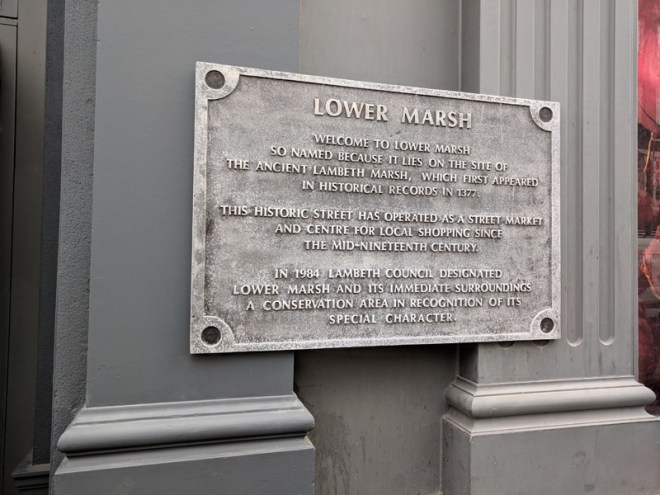 LOWER MARSH
WELCOME TO LOWER MARSH
SO NAMED BECAUSE IT LIES ON THE SITE OF
THE ANCIENT LAMBETH MARSH, WHICH FIRST APPEARED
IN HISTORICAL RECORDS IN 1377.
THIS HISTORIC STREET HAS OPERATED AS A STREET MARKET
AND CENTRE FOR LOCAL SHOPPING SINCE
THE MID-NINETEENTH CENTURY.
IN 1984 LAMBETH COUNCIL DESIGNATED
LOWER MARSH AND ITS IMMEDIATE SURROUNDINGS
A CONSERVATION AREA IN RECOGNITION OF ITS
SPECIAL CHARACTER.